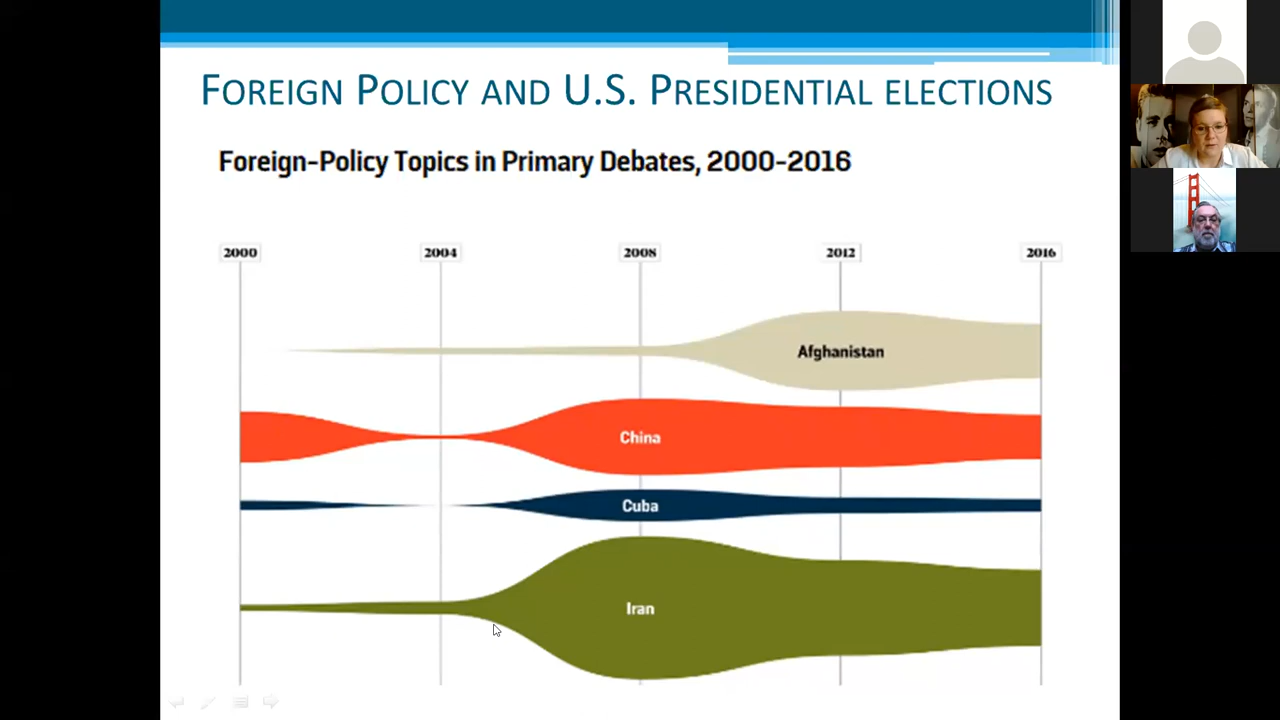 FOREIGN POLICY AND U.S. PRESIDENTIAL ELECTIONS
Foreign-Policy Topics in Primary Debates, 2000-2016
2000 2004 2008 2012 2016
Afghanistan
China
Cuba
Iran